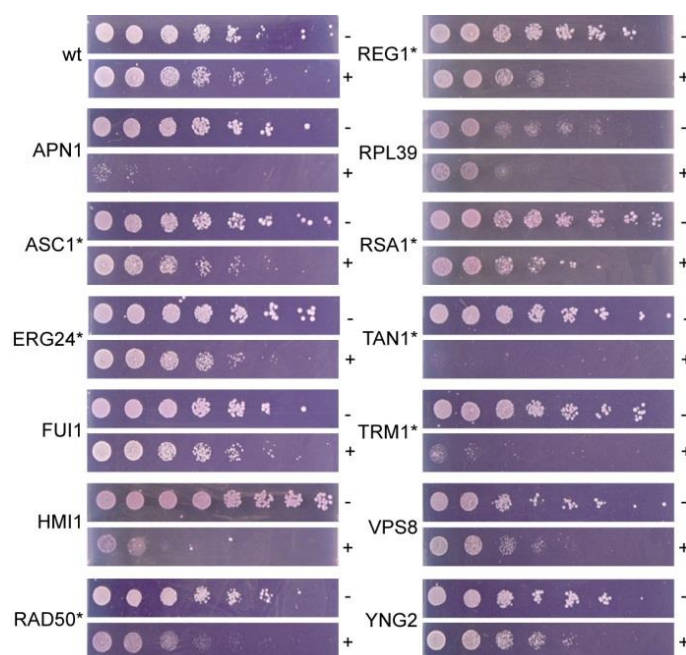 wt
-
+
APN1
-
+
ASC1*
-
+
ERG24*
-
+
FUI1
-
+
HMI1
-
+
RAD50*
-
+
REG1*
-
+
RPL39
-
+
RSA1*
-
+
TAN1*
-
+
TRM1*
-
+
VPS8
-
+
YNG2
-
+